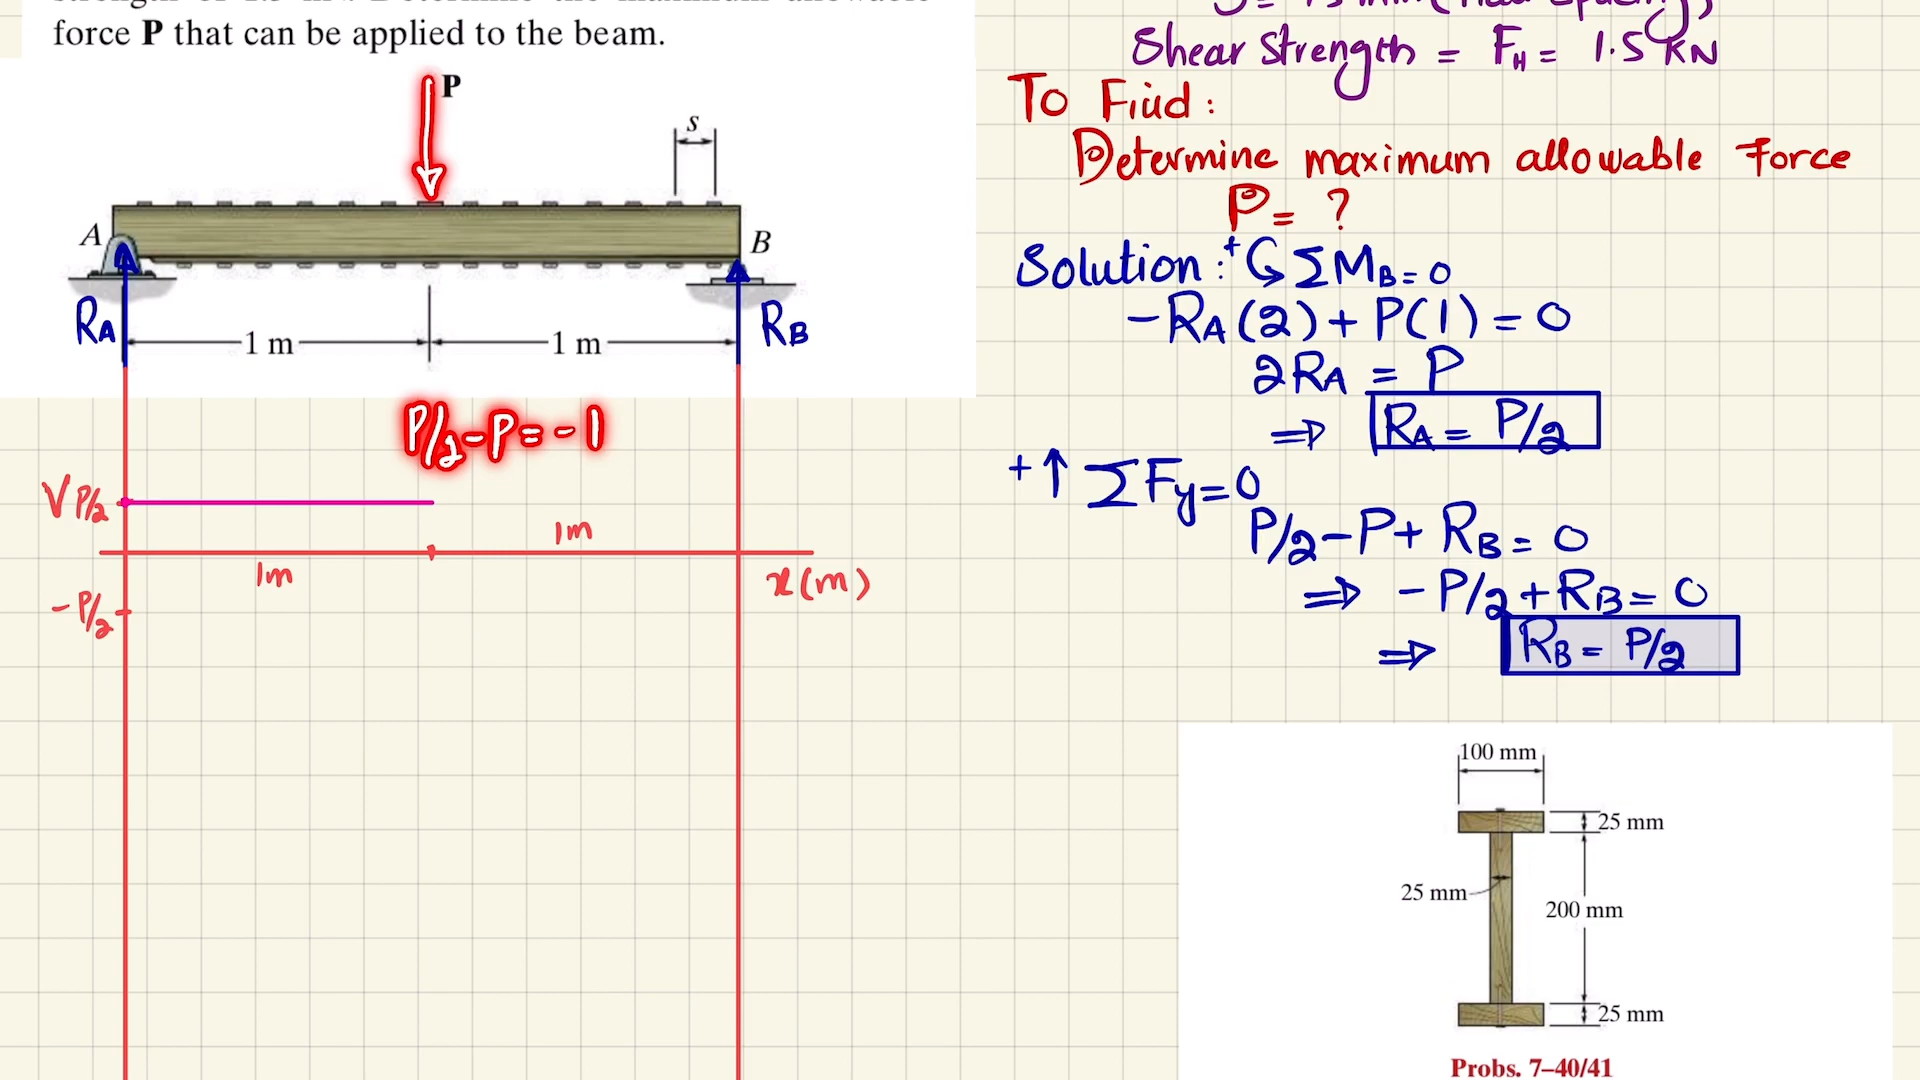 force P that can be applied to the beam.
P
s
A
B
RA
RB
1 m
1 m
P/2-P=-1
V P/2
1m
1m
x(m)
-P/2
Shear Strength = FH = 1.5 KN
To Find:
Determine maximum allowable Force
P = ?
Solution: + ΣMB=0
-RA(2)+P(1)=0
2RA = P
⇒ RA = P/2
+↑ ΣFy=0
P/2-P+RB=0
⇒ -P/2+RB=0
⇒ RB = P/2
100 mm
25 mm
25 mm
200 mm
25 mm
Probs. 7–40/41